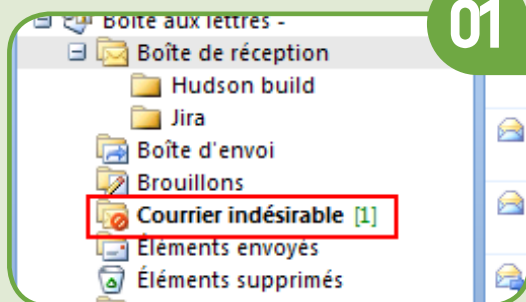 01
Boîte aux lettres -
Boîte de réception
Hudson build
Jira
Boîte d'envoi
Brouillons
Courrier indésirable [1]
Éléments envoyés
Éléments supprimés